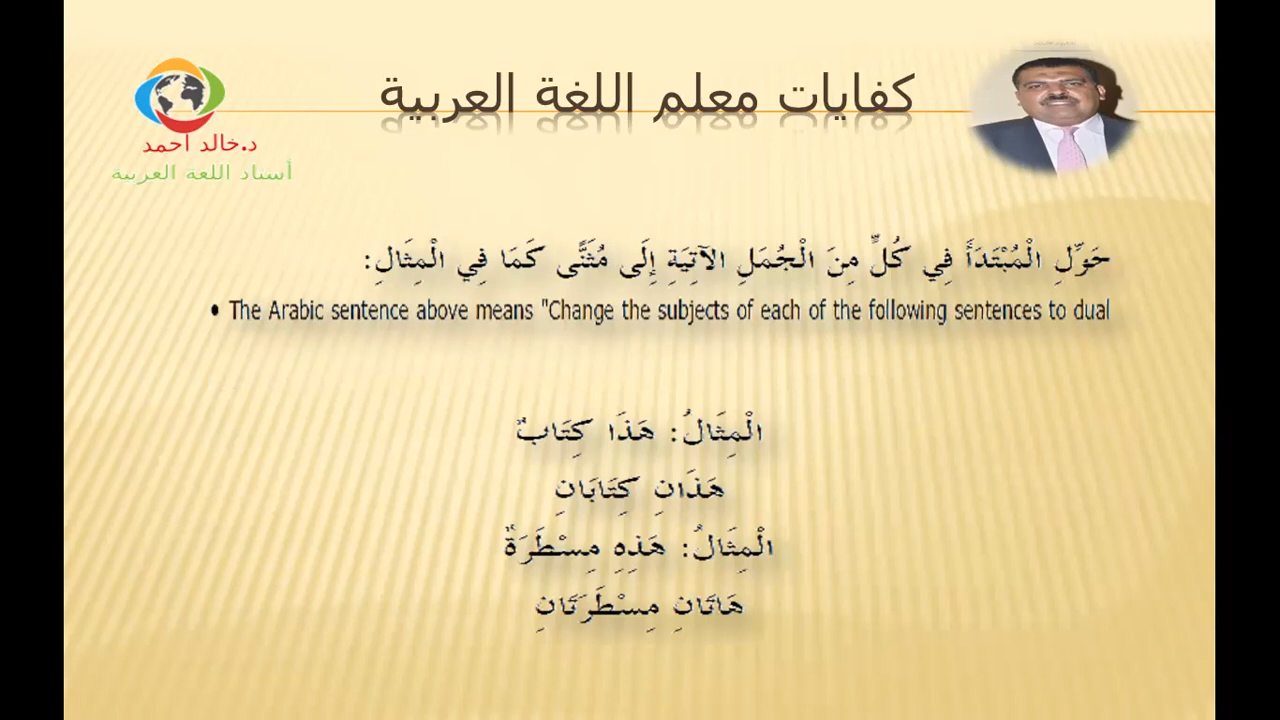 كفايات معلم اللغة العربية
د.خالد احمد
أستاذ اللغة العربية
حَوِّلِ الْمُبْتَدَأَ فِي كُلٍّ مِنَ الْجُمَلِ الآتِيَةِ إِلَى مُثَنًّى كَمَا فِي الْمِثَالِ:
• The Arabic sentence above means "Change the subjects of each of the following sentences to dual
الْمِثَالُ: هَذَا كِتَابٌ
هَذَانِ كِتَابَانِ
الْمِثَالُ: هَذِهِ مِسْطَرَةٌ
هَاتَانِ مِسْطَرَتَانِ